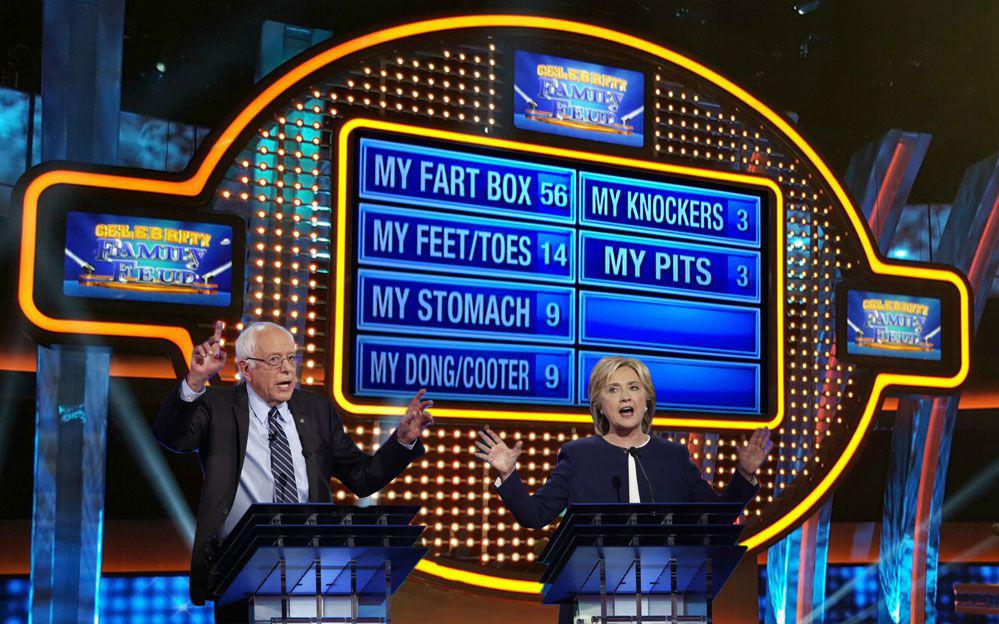 CELEBRITY
FAMILY
FEUD
CELEBRITY
FAMILY
FEUD
MY FART BOX 56
MY KNOCKERS 3
MY FEET/TOES 14
MY PITS 3
MY STOMACH 9
MY DONG/COOTER 9
CELEBRITY
FAMILY
FEUD